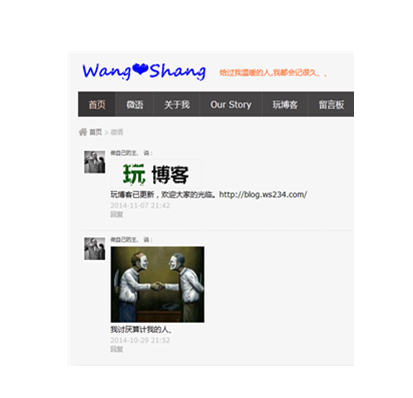 Wang❤Shang 给过我温暖的人,我都会记很久、、
首页 微语 关于我 Our Story 玩博客 留言板
首页 > 微语
做自己的王、 说：
玩 博客
玩博客已更新，欢迎大家的光临。http://blog.ws234.com/
2014-11-07 21:42
回复
做自己的王、 说：
我讨厌算计我的人、
2014-10-29 21:32
回复